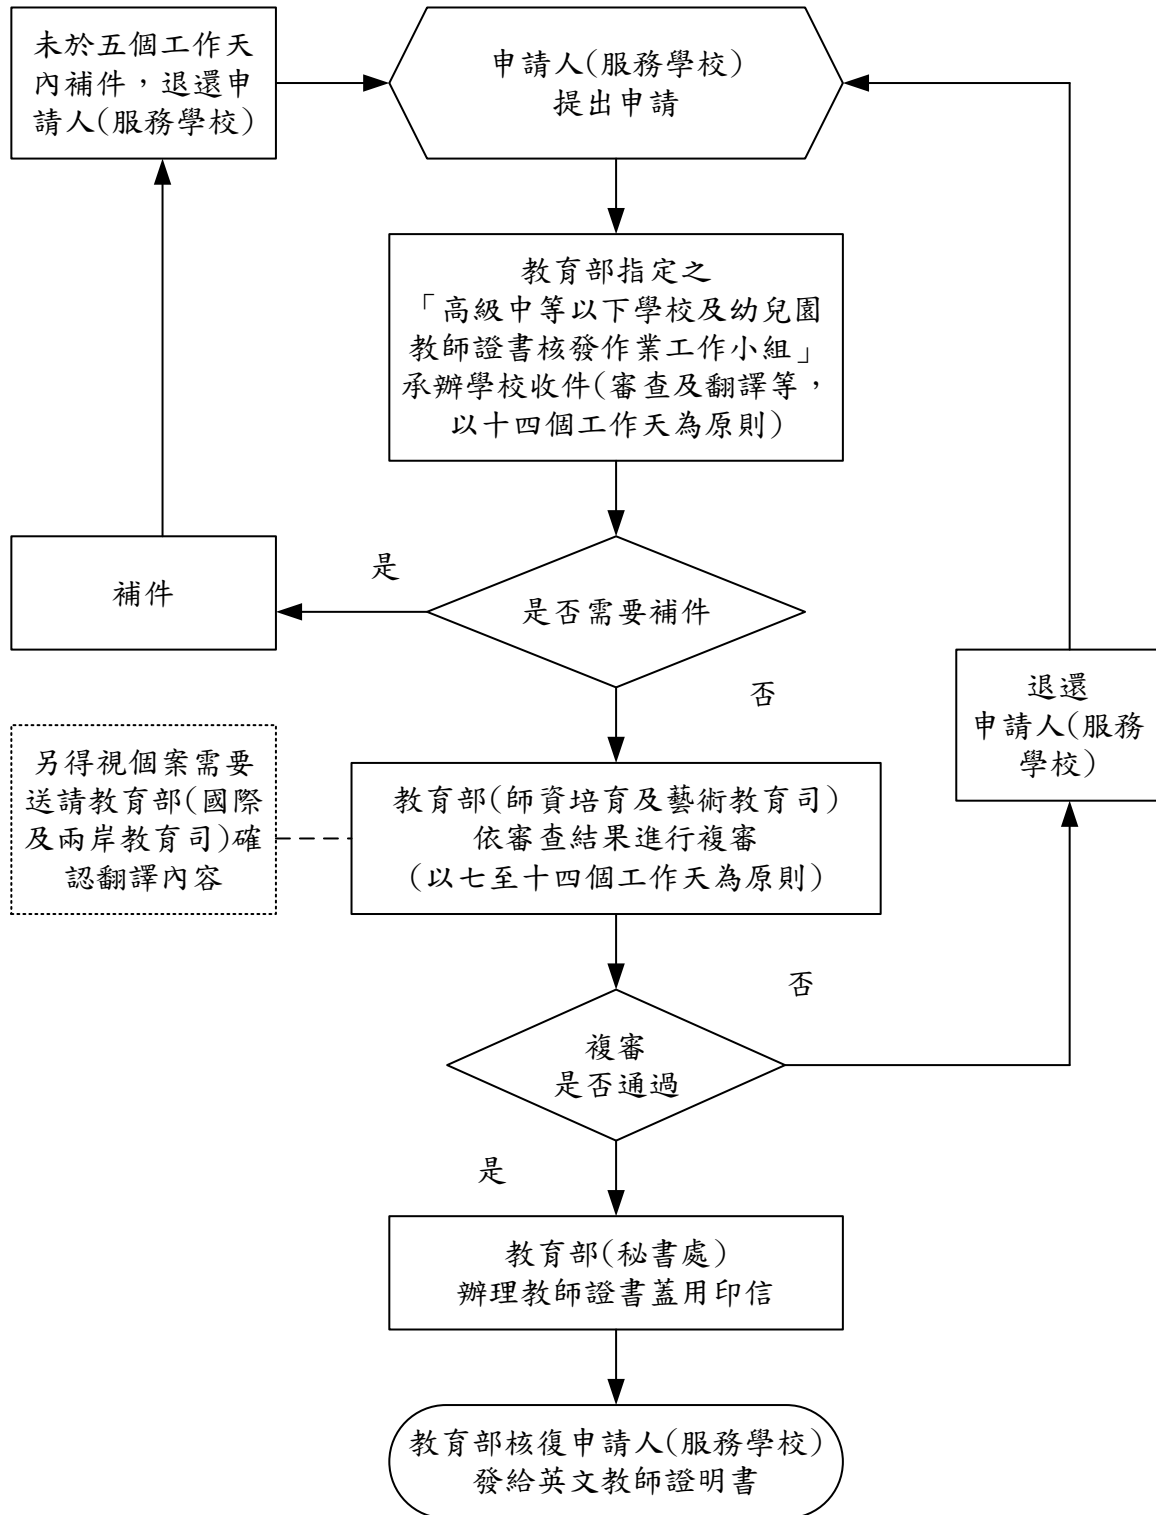 未於五個工作天
內補件，退還申
請人(服務學校)
申請人(服務學校)
提出申請
教育部指定之
「高級中等以下學校及幼兒園
教師證書核發作業工作小組」
承辦學校收件(審查及翻譯等，
以十四個工作天為原則)
是
補件
是否需要補件
否
退還
申請人(服務
學校)
另得視個案需要
送請教育部(國際
及兩岸教育司)確
認翻譯內容
教育部(師資培育及藝術教育司)
依審查結果進行複審
(以七至十四個工作天為原則)
否
複審
是否通過
是
教育部(秘書處)
辦理教師證書蓋用印信
教育部核復申請人(服務學校)
發給英文教師證明書